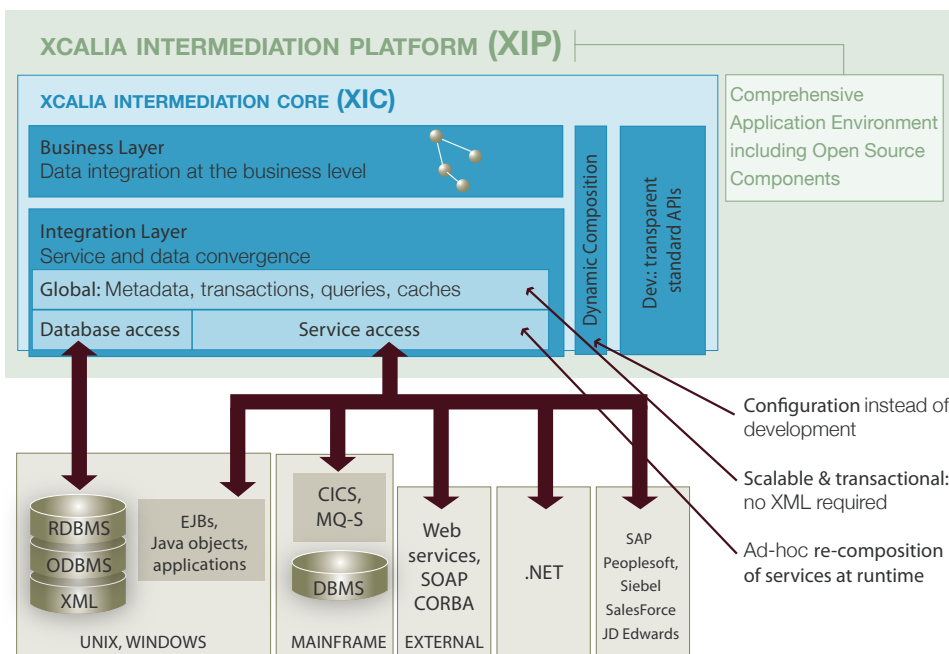 XCALIA INTERMEDIATION PLATFORM (XIP)
XCALIA INTERMEDIATION CORE (XIC)
Comprehensive
Application Environment
including Open Source
Components
Business Layer
Data integration at the business level
Integration Layer
Service and data convergence
Global: Metadata, transactions, queries, caches
Database access
Service access
Dynamic Composition
Dev.: transparent
standard APIs
Configuration instead of
development
Scalable & transactional:
no XML required
Ad-hoc re-composition
of services at runtime
RDBMS
ODBMS
XML
EJBs,
Java objects,
applications
UNIX, WINDOWS
CICS,
MQ-S
DBMS
MAINFRAME
Web
services,
SOAP
CORBA
EXTERNAL
.NET
SAP
Peoplesoft,
Siebel
SalesForce
JD Edwards